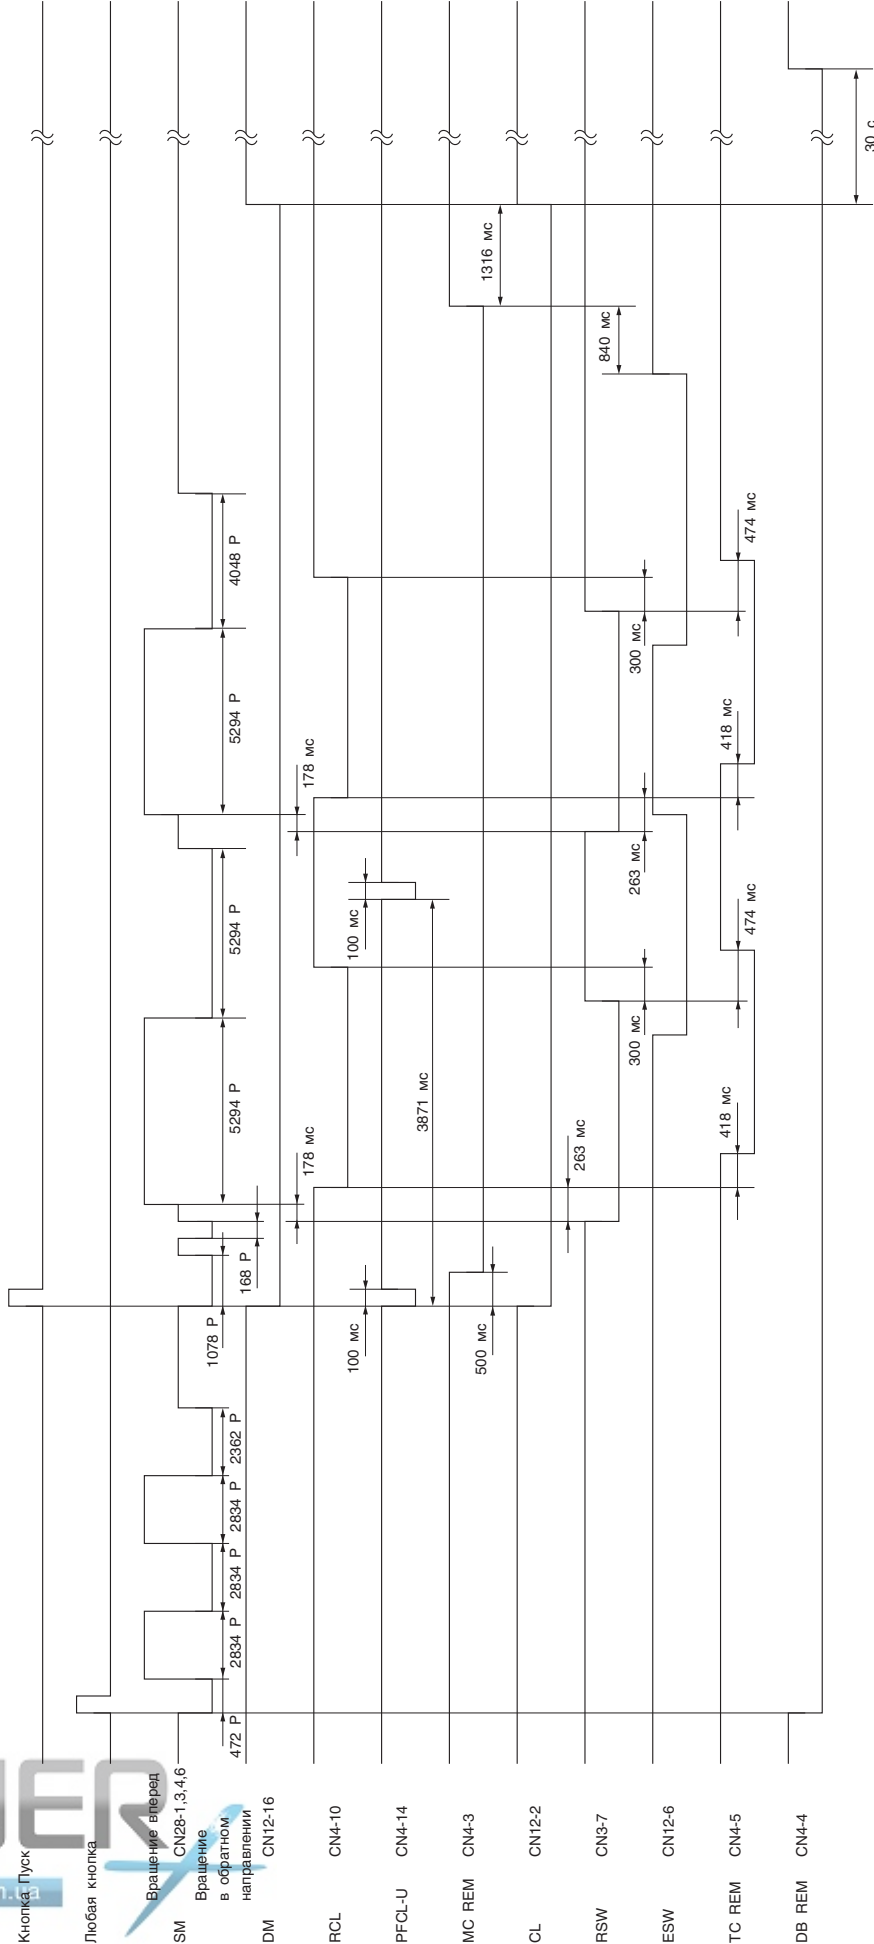 Кнопка Пуск
Любая кнопка
Вращение вперед
SM CN28-1,3,4,6
Вращение
в обратном
направлении
DM CN12-16
RCL CN4-10
PFCL-U CN4-14
MC REM CN4-3
CL CN12-2
RSW CN3-7
ESW CN12-6
TC REM CN4-5
DB REM CN4-4
472 P
2834 P
2834 P
2834 P
2362 P
1078 P
168 P
5294 P
5294 P
5294 P
4048 P
178 мс
178 мс
100 мс
100 мс
3871 мс
500 мс
1316 мс
263 мс
263 мс
300 мс
300 мс
840 мс
418 мс
474 мс
418 мс
474 мс
30 с
UER
n.ua